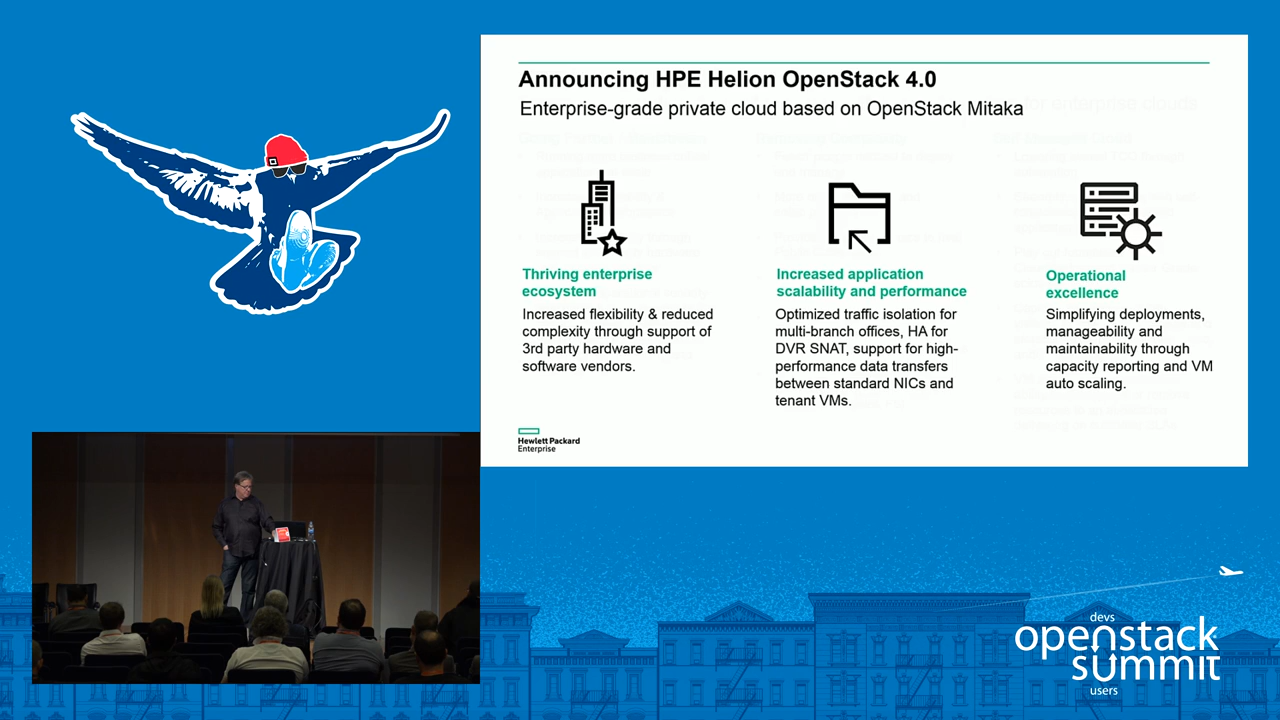 Announcing HPE Helion OpenStack 4.0
Enterprise-grade private cloud based on OpenStack Mitaka
Thriving enterprise
ecosystem
Increased flexibility & reduced
complexity through support of
3rd party hardware and
software vendors.
Increased application
scalability and performance
Optimized traffic isolation for
multi-branch offices, HA for
DVR SNAT, support for high-
performance data transfers
between standard NICs and
tenant VMs.
Operational
excellence
Simplifying deployments,
manageability and
maintainability through
capacity reporting and VM
auto scaling.
Hewlett Packard
Enterprise
devs
openstack
summit
users